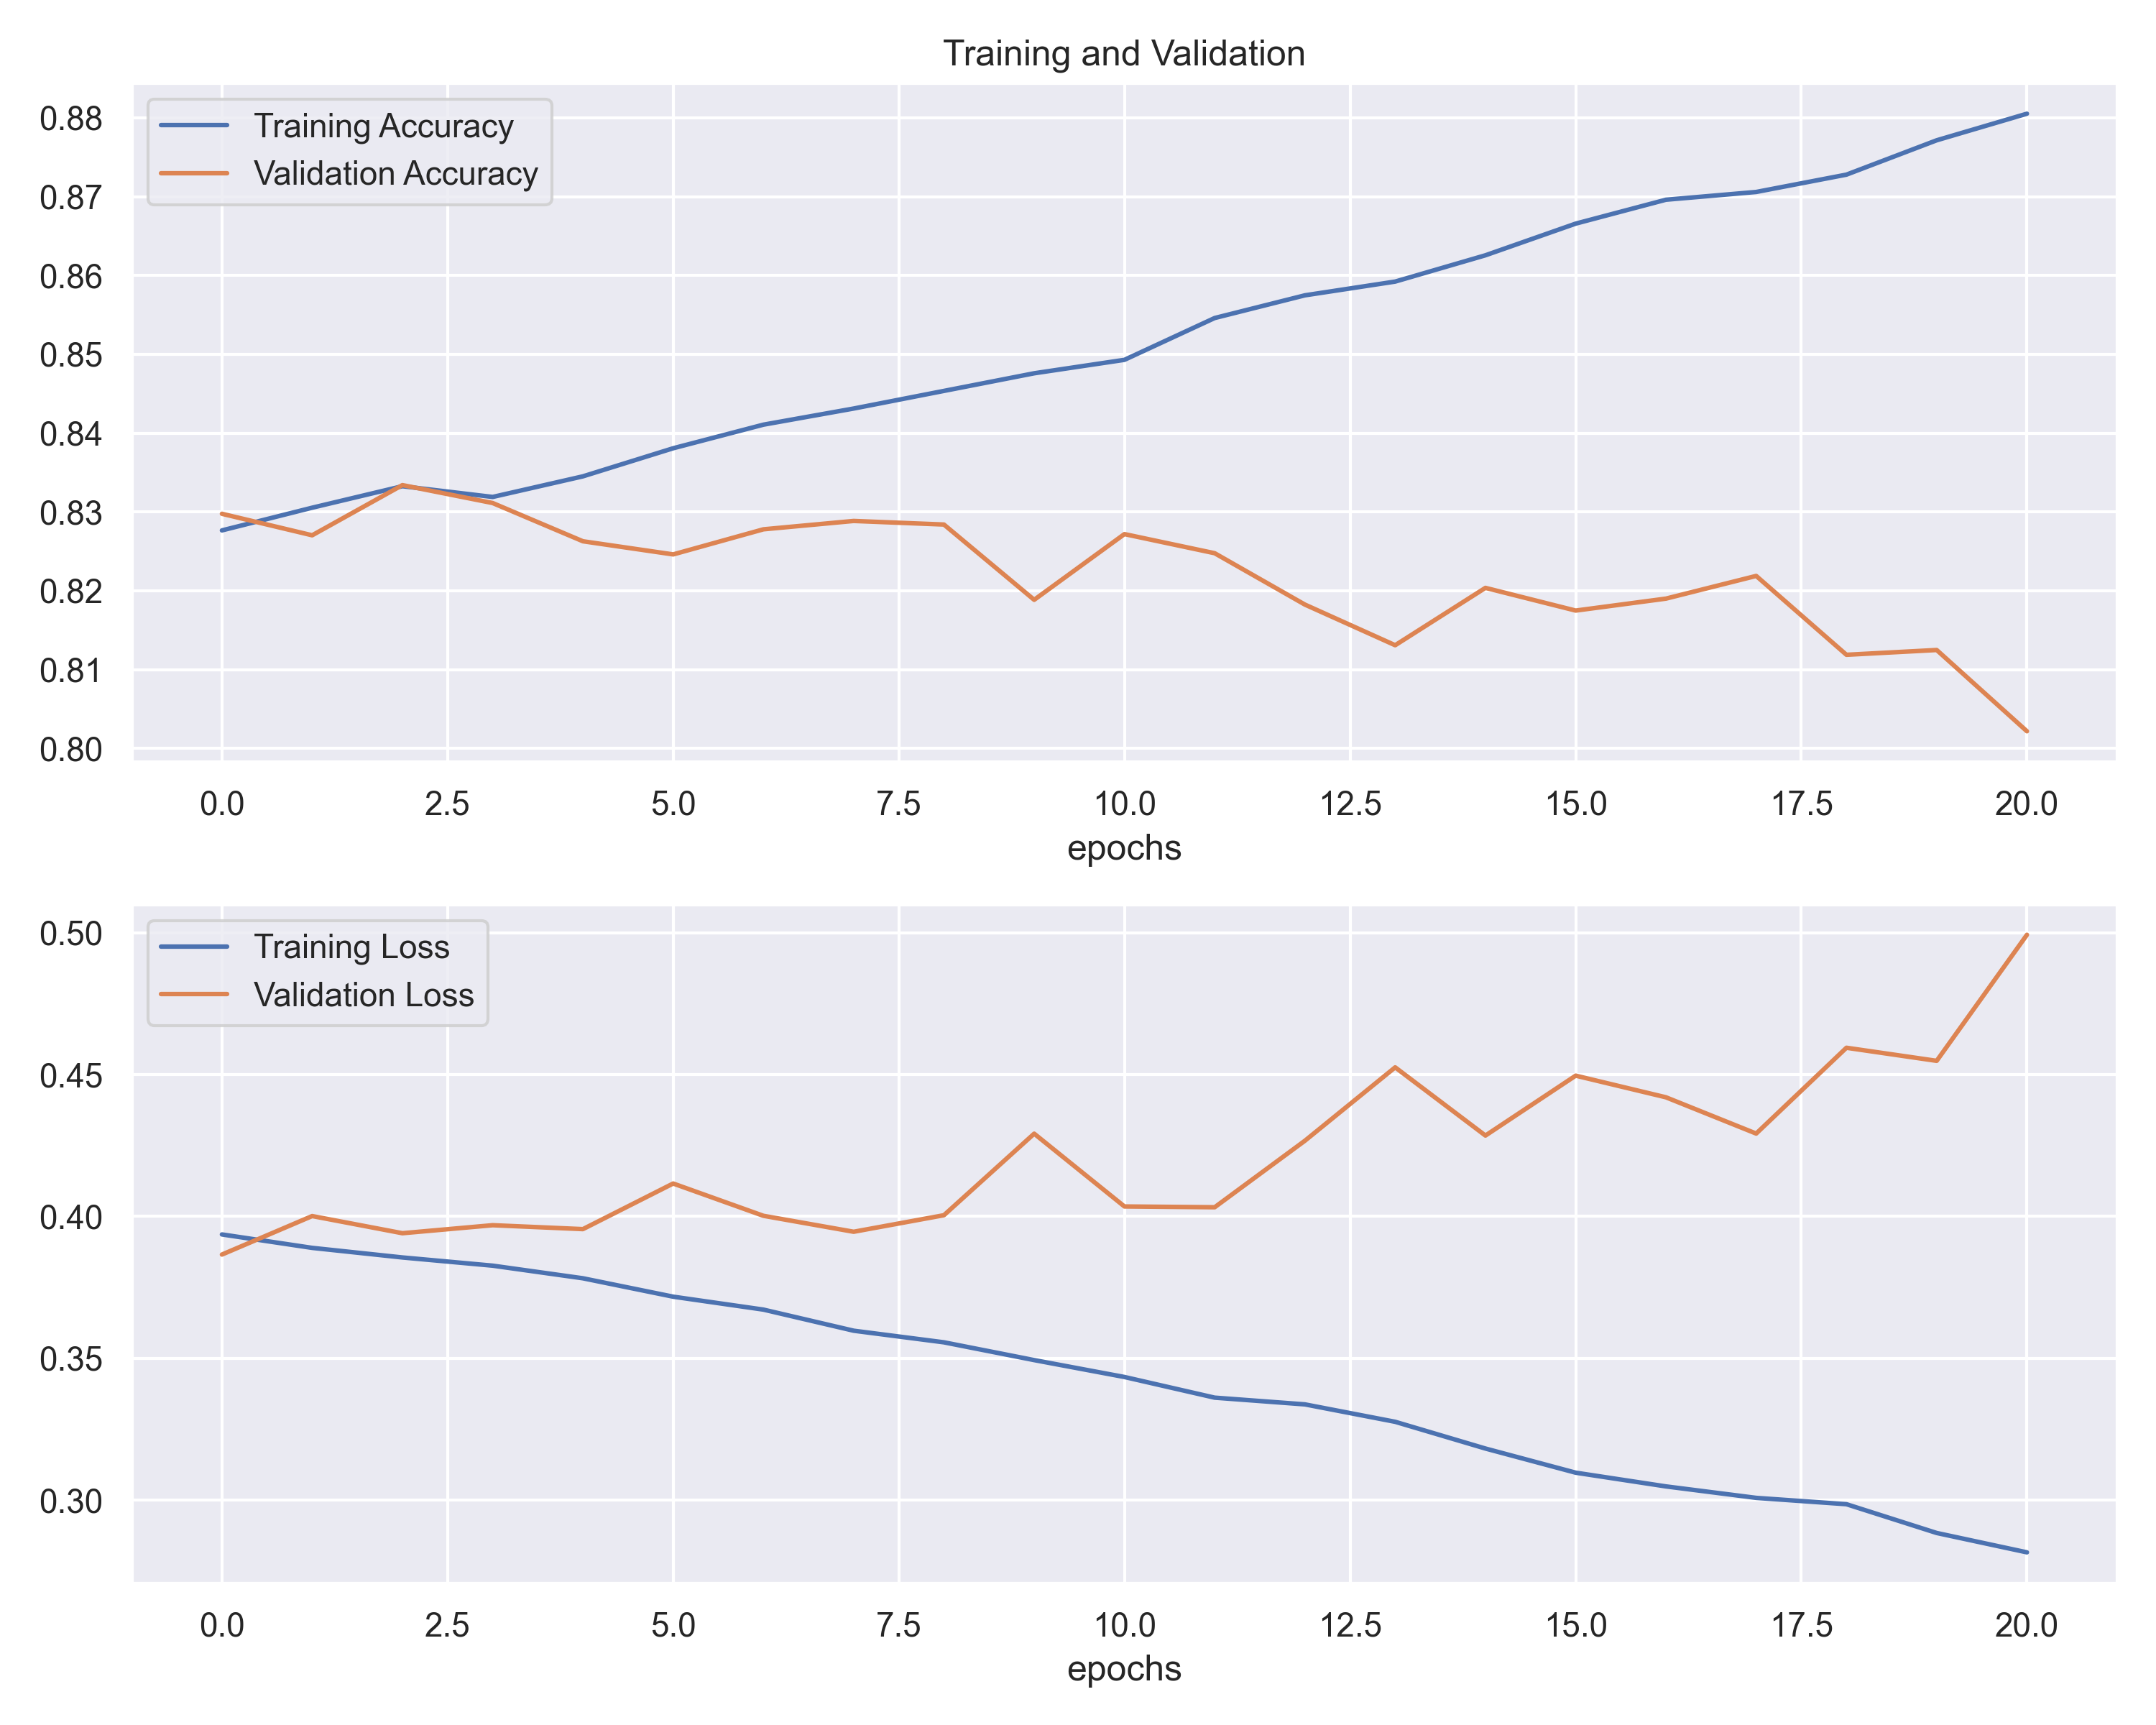 Training and Validation
Training Accuracy
Validation Accuracy
0.88
0.87
0.86
0.85
0.84
0.83
0.82
0.81
0.80
0.0 2.5 5.0 7.5 10.0 12.5 15.0 17.5 20.0
epochs
Training Loss
Validation Loss
0.50
0.45
0.40
0.35
0.30
0.0 2.5 5.0 7.5 10.0 12.5 15.0 17.5 20.0
epochs